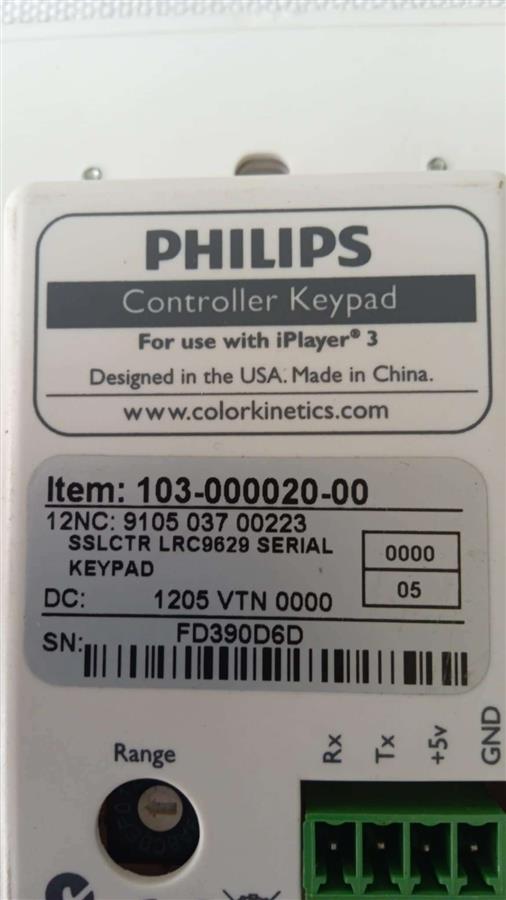 PHILIPS
Controller Keypad
For use with iPlayer® 3
Designed in the USA. Made in China.
www.colorkinetics.com
Item: 103-000020-00
12NC: 9105 037 00223
SSLCTR LRC9629 SERIAL
KEYPAD
0000
05
DC: 1205 VTN 0000
SN: FD390D6D
Range
Rx
Tx
+5v
GND